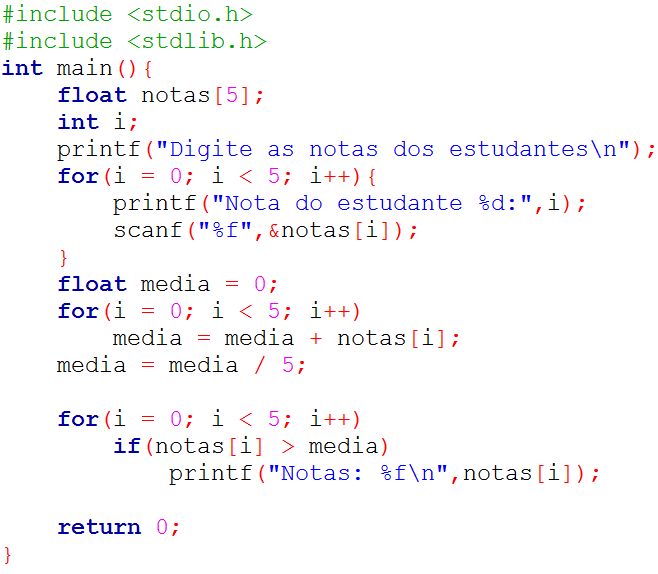 #include <stdio.h>
#include <stdlib.h>
int main(){
    float notas[5];
    int i;
    printf("Digite as notas dos estudantes\n");
    for(i = 0; i < 5; i++){
        printf("Nota do estudante %d:",i);
        scanf("%f",&notas[i]);
    }
    float media = 0;
    for(i = 0; i < 5; i++)
        media = media + notas[i];
    media = media / 5;

    for(i = 0; i < 5; i++)
        if(notas[i] > media)
            printf("Notas: %f\n",notas[i]);

    return 0;
}